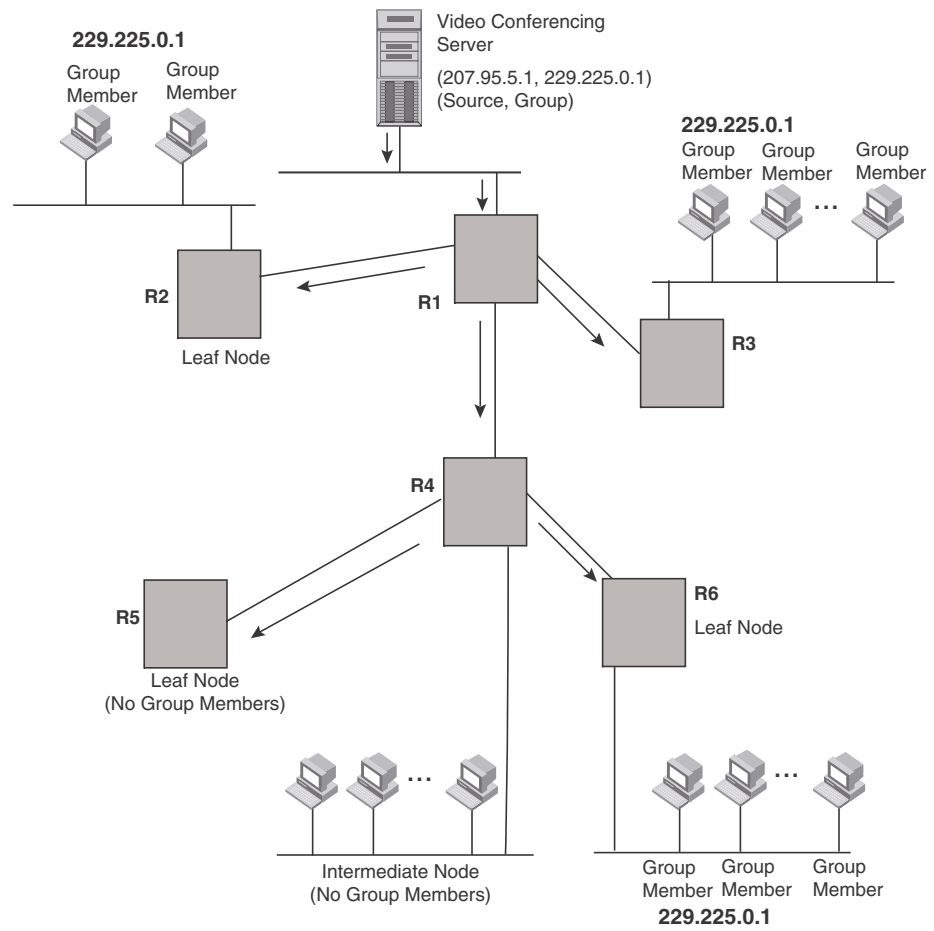 Video Conferencing
Server
(207.95.5.1, 229.225.0.1)
(Source, Group)
229.225.0.1
Group
Member
Group
Member
229.225.0.1
Group
Member
Group
Member
...
Group
Member
R2
Leaf Node
R1
R3
R4
R5
Leaf Node
(No Group Members)
R6
Leaf Node
...
Intermediate Node
(No Group Members)
...
Group
Member
Group
Member
Group
Member
229.225.0.1